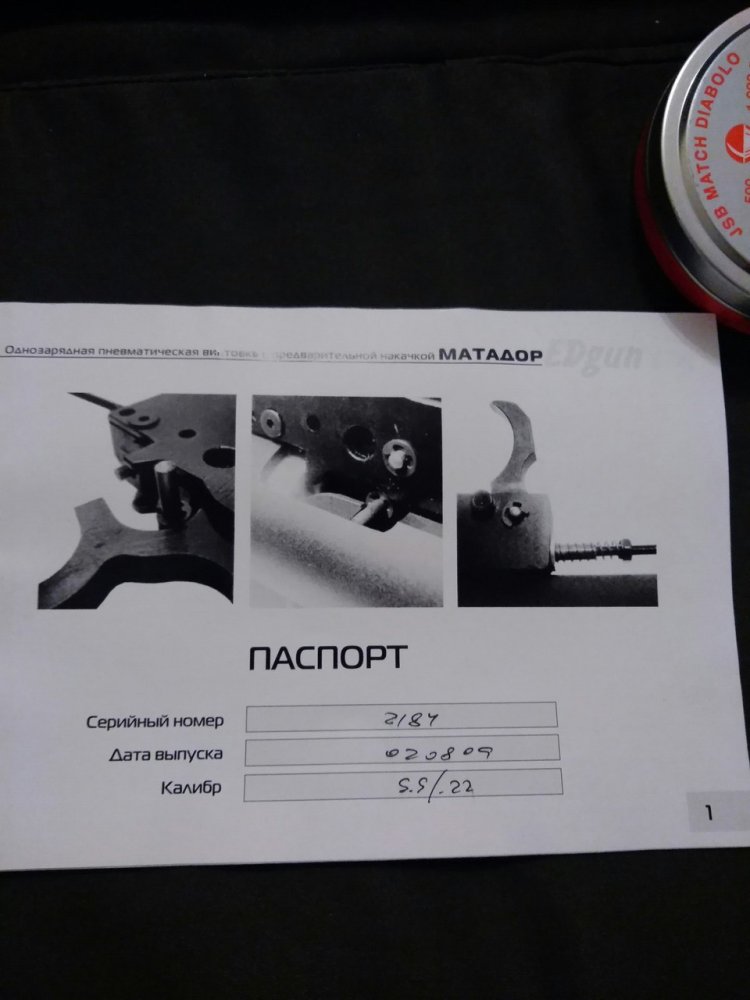 JSB MATCH DIABOLO
500
Однозарядная пневматическая винтовка с предварительной накачкой МАТАДОР EDgun
ПАСПОРТ
Серийный номер 2184
Дата выпуска 020809
Калибр 5.5/.22
1